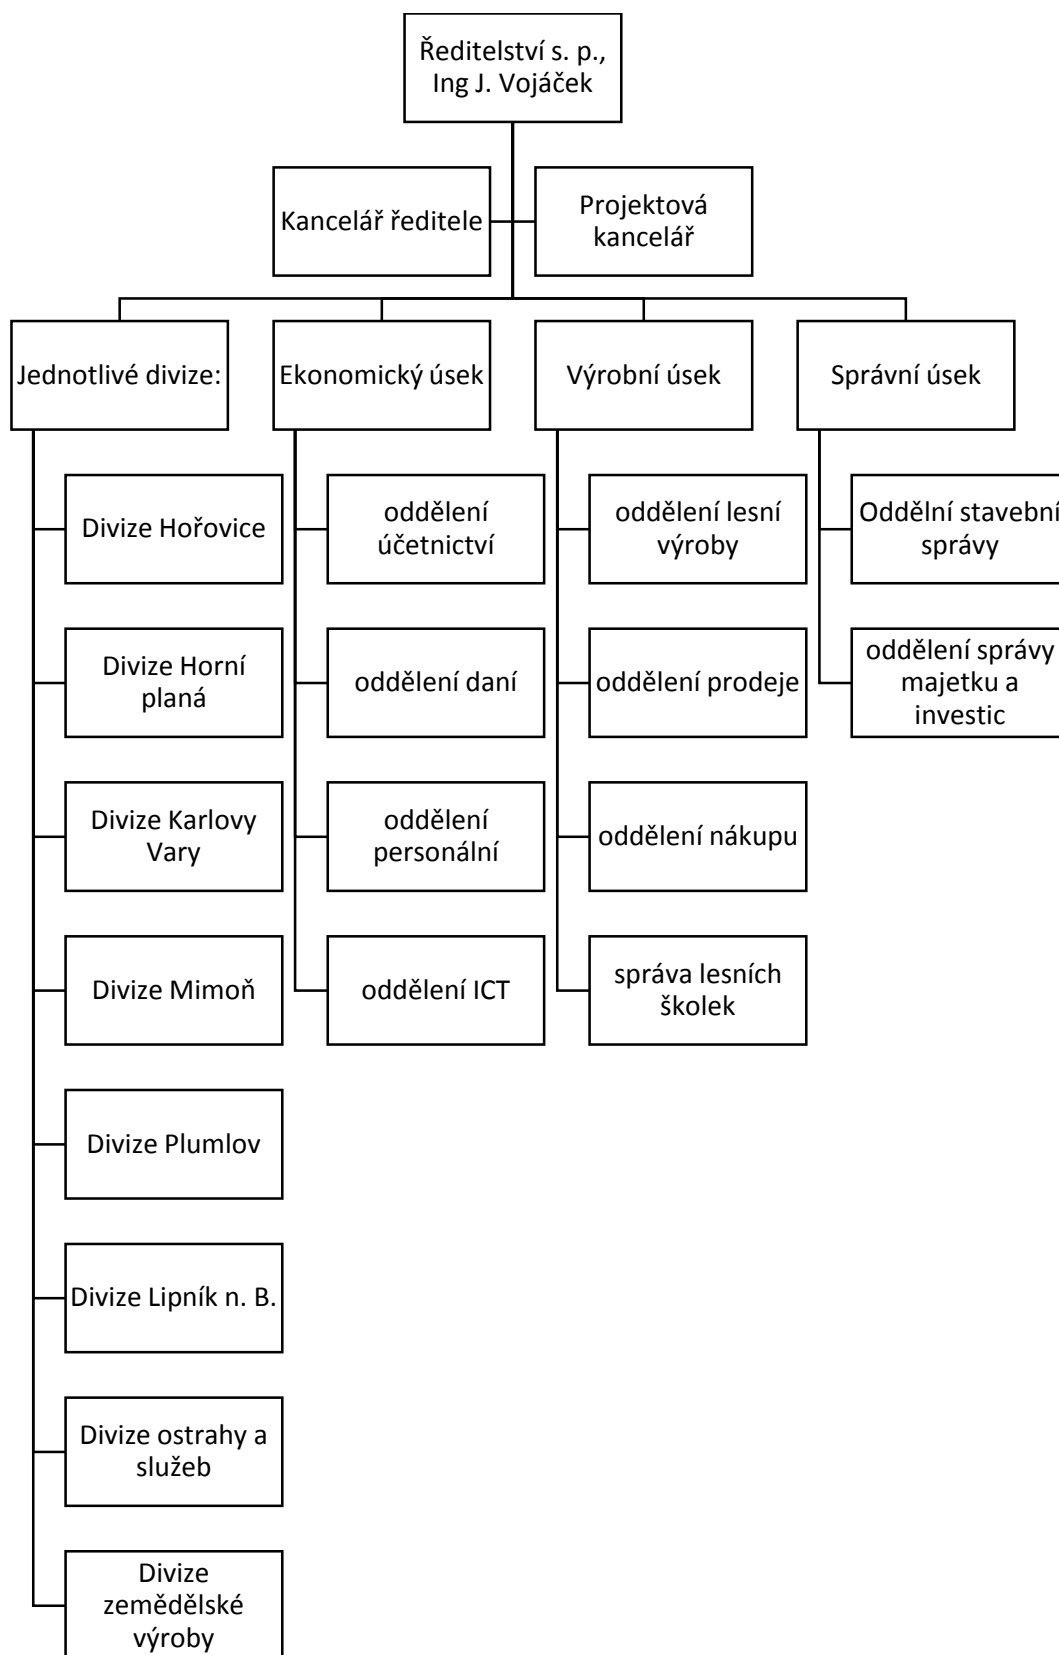 Ředitelství s. p.,
Ing J. Vojáček
Kancelář ředitele
Projektová
kancelář
Jednotlivé divize:
Ekonomický úsek
Výrobní úsek
Správní úsek
Divize Hořovice
Divize Horní
planá
Divize Karlovy
Vary
Divize Mimoň
Divize Plumlov
Divize Lipník n. B.
Divize ostrahy a
služeb
Divize
zemědělské
výroby
oddělení
účetnictví
oddělení daní
oddělení
personální
oddělení ICT
oddělení lesní
výroby
oddělení prodeje
oddělení nákupu
správa lesních
školek
Oddělní stavební
správy
oddělení správy
majetku a
investic